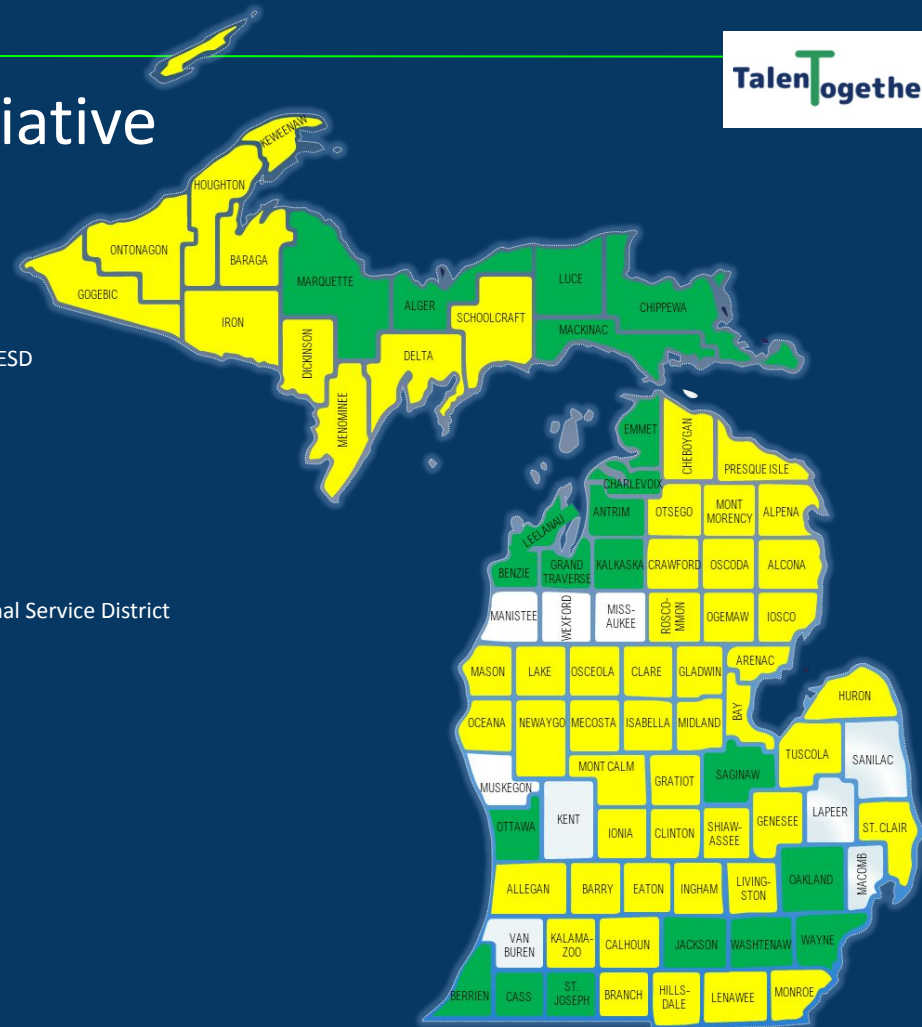 TalenTogethe
iative
KEWEENAW
HOUGHTON
ONTONAGON
BARAGA
GOGEBIC
MARQUETTE
LUCE
ALGER
CHIPPEWA
SCHOOLCRAFT
IRON
MACKINAC
DICKINSON
DELTA
ESD
MENOMINEE
EMMET
CHEBOYGAN
PRESQUE ISLE
CHARLEVOIX
ANTRIM
OTSEGO
MONT
MORENCY
ALPENA
LEELANAU
BENZIE
GRAND
TRAVERSE
KALKASKA
CRAWFORD
OSCODA
ALCONA
nal Service District
MANISTEE
WEXFORD
MISS-
AUKEE
ROSCO-
MMON
OGEMAW
IOSCO
MASON
LAKE
OSCEOLA
CLARE
GLADWIN
ARENAC
HURON
OCEANA
NEWAYGO
MECOSTA
ISABELLA
MIDLAND
BAY
TUSCOLA
SANILAC
MONT CALM
GRATIOT
SAGINAW
MUSKEGON
KENT
LAPEER
OTTAWA
IONIA
CLINTON
SHIAW-
ASSEE
GENESEE
ST. CLAIR
MACOMB
ALLEGAN
BARRY
EATON
INGHAM
LIVING-
STON
OAKLAND
VAN
BUREN
KALAMA-
ZOO
CALHOUN
JACKSON
WASHTENAW
WAYNE
BERRIEN
CASS
ST.
JOSEPH
BRANCH
HILLS-
DALE
LENAWEE
MONROE